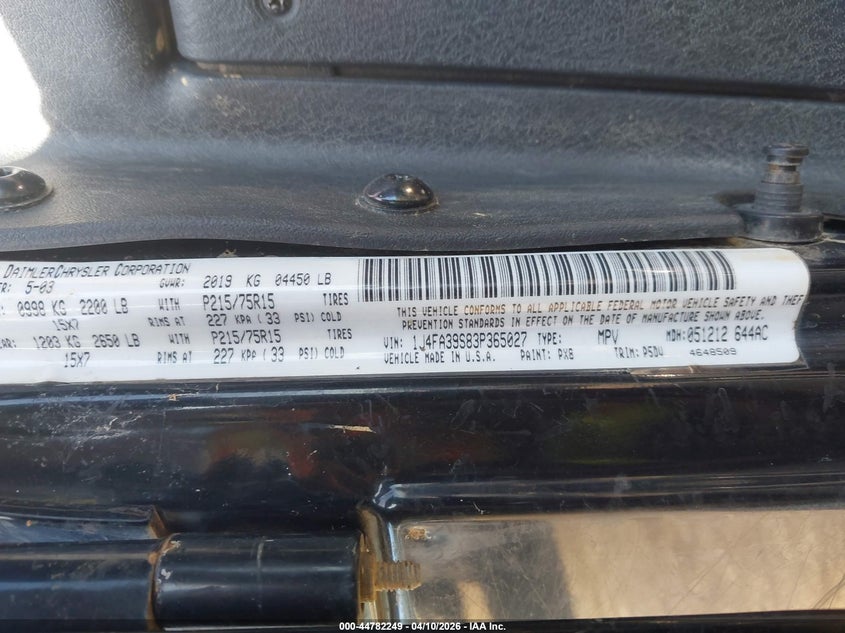 DAIMLERCHRYSLER CORPORATION
5-03 GVWR: 2019 KG 04450 LB
0998 KG 2200 LB WITH P215/75R15 TIRES
15X7 RIMS AT 227 KPA ( 33 PSI) COLD
1203 KG 2650 LB WITH P215/75R15 TIRES
15X7 RIMS AT 227 KPA ( 33 PSI) COLD
THIS VEHICLE CONFORMS TO ALL APPLICABLE FEDERAL MOTOR VEHICLE SAFETY AND THEFT
PREVENTION STANDARDS IN EFFECT ON THE DATE OF MANUFACTURE SHOWN ABOVE.
VIN: 1J4FA39S83P365027 TYPE: MPV MDH: 051212 644AC
VEHICLE MADE IN U.S.A. PAINT: PX8 TRIM: P5DV 4648509
000-44782249 - 04/10/2026 - IAA Inc.